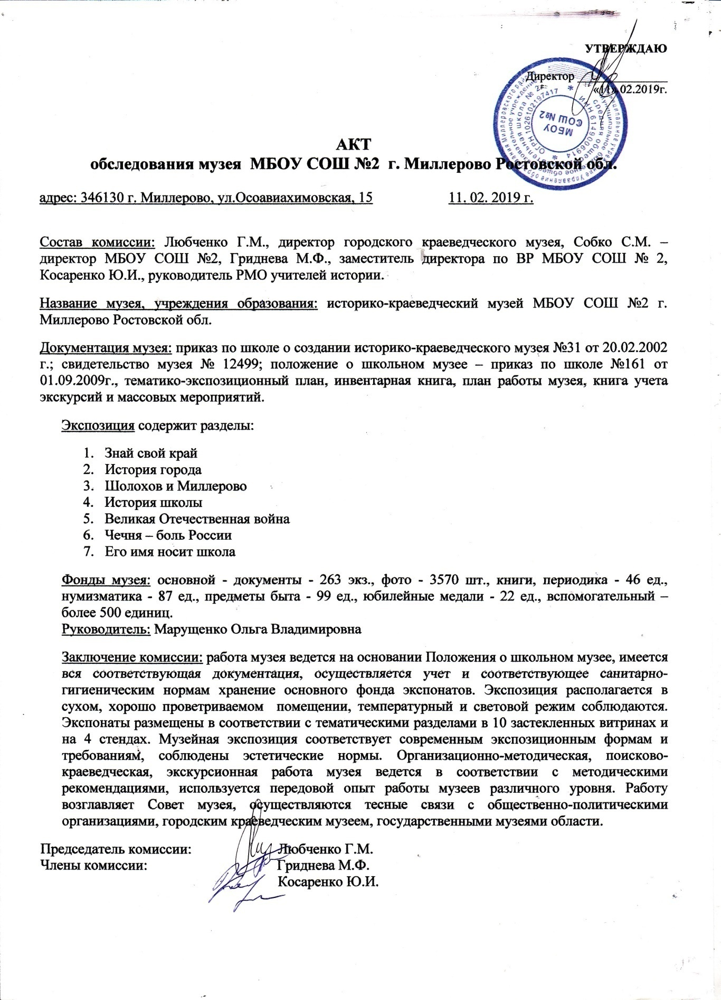 УТВЕРЖДАЮ
Директор _______________
«11».02.2019г.
МБОУ
СОШ №2
ОГРН 1026102197417 * ИНН 6149006914 *
АКТ
обследования музея  МБОУ СОШ №2  г. Миллерово Ростовской обл.
адрес: 346130 г. Миллерово, ул.Осоавиахимовская, 15 11. 02. 2019 г.
Состав комиссии: Любченко Г.М., директор городского краеведческого музея, Собко С.М. –
директор МБОУ СОШ №2, Гриднева М.Ф., заместитель директора по ВР МБОУ СОШ № 2,
Косаренко Ю.И., руководитель РМО учителей истории.
Название музея, учреждения образования: историко-краеведческий музей МБОУ СОШ №2 г.
Миллерово Ростовской обл.
Документация музея: приказ по школе о создании историко-краеведческого музея №31 от 20.02.2002
г.; свидетельство музея № 12499; положение о школьном музее – приказ по школе №161 от
01.09.2009г., тематико-экспозиционный план, инвентарная книга, план работы музея, книга учета
экскурсий и массовых мероприятий.
Экспозиция содержит разделы:
1. Знай свой край
2. История города
3. Шолохов и Миллерово
4. История школы
5. Великая Отечественная война
6. Чечня – боль России
7. Его имя носит школа
Фонды музея: основной - документы - 263 экз., фото - 3570 шт., книги, периодика - 46 ед.,
нумизматика - 87 ед., предметы быта - 99 ед., юбилейные медали - 22 ед., вспомогательный –
более 500 единиц.
Руководитель: Марущенко Ольга Владимировна
Заключение комиссии: работа музея ведется на основании Положения о школьном музее, имеется
вся соответствующая документация, осуществляется учет и соответствующее санитарно-
гигиеническим нормам хранение основного фонда экспонатов. Экспозиция располагается в
сухом, хорошо проветриваемом  помещении, температурный и световой режим соблюдаются.
Экспонаты размещены в соответствии с тематическими разделами в 10 застекленных витринах и
на 4 стендах. Музейная экспозиция соответствует современным экспозиционным формам и
требованиям, соблюдены эстетические нормы. Организационно-методическая, поисково-
краеведческая, экскурсионная работа музея ведется в соответствии с методическими
рекомендациями, используется передовой опыт работы музеев различного уровня. Работу
возглавляет Совет музея, осуществляются тесные связи с общественно-политическими
организациями, городским краеведческим музеем, государственными музеями области.
Председатель комиссии: Любченко Г.М.
Члены комиссии: Гриднева М.Ф.
Косаренко Ю.И.